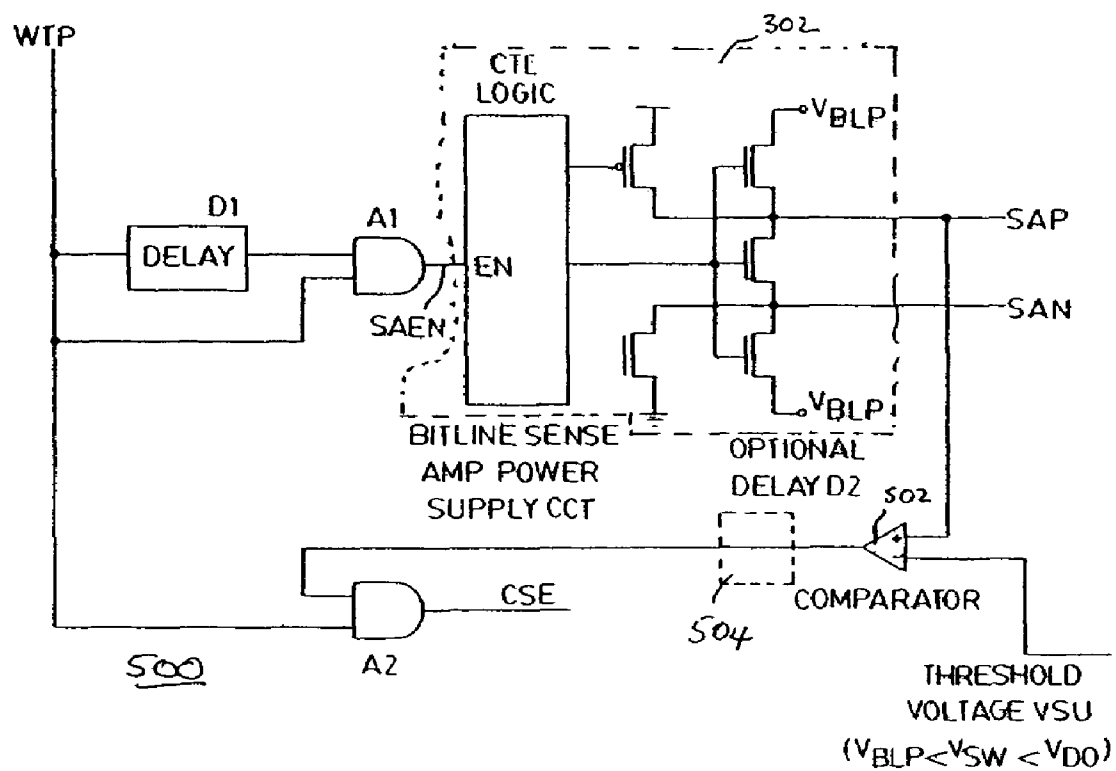 302
WTP
CTE
LOGIC
VBLP
D1
A1
DELAY
EN
SAP
SAEN
SAN
VBLP
BITLINE SENSE
AMP POWER
SUPPLY CCT
OPTIONAL
DELAY D2
502
+
−
COMPARATOR
CSE
504
500
A2
THRESHOLD
VOLTAGE VSU
(VBLP<VSW<VDO)